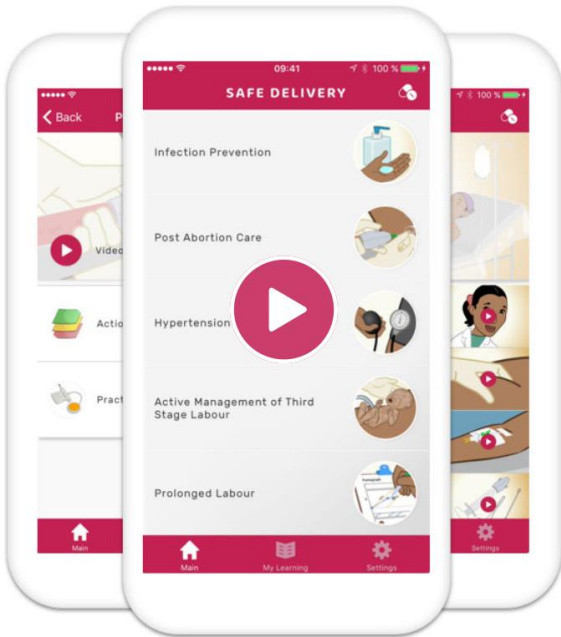 09:41
100 %
SAFE DELIVERY
Infection Prevention
Post Abortion Care
Hypertension
Active Management of Third
Stage Labour
Prolonged Labour
Main
My Learning
Settings
Back
Video
Main
100 %
Settings